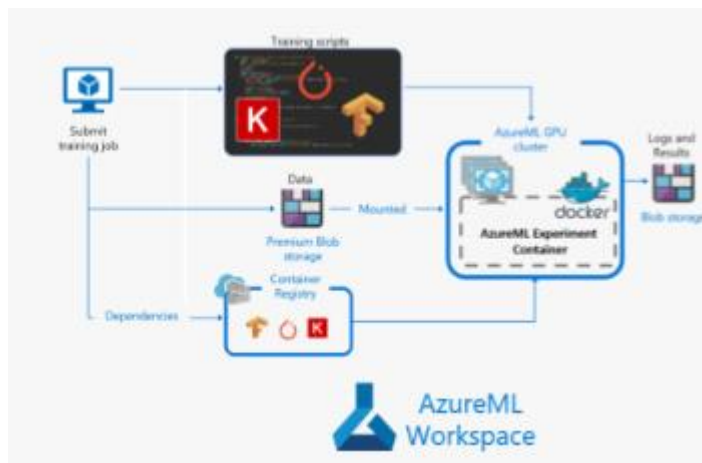 Training scripts
K
Submit
training job
AzureML GPU
cluster
Logs and
Results
Data
Mounted
docker
Blob storage
AzureML Experiment
Container
Premium Blob
storage
Container
Registry
Dependencies
K
AzureML
Workspace